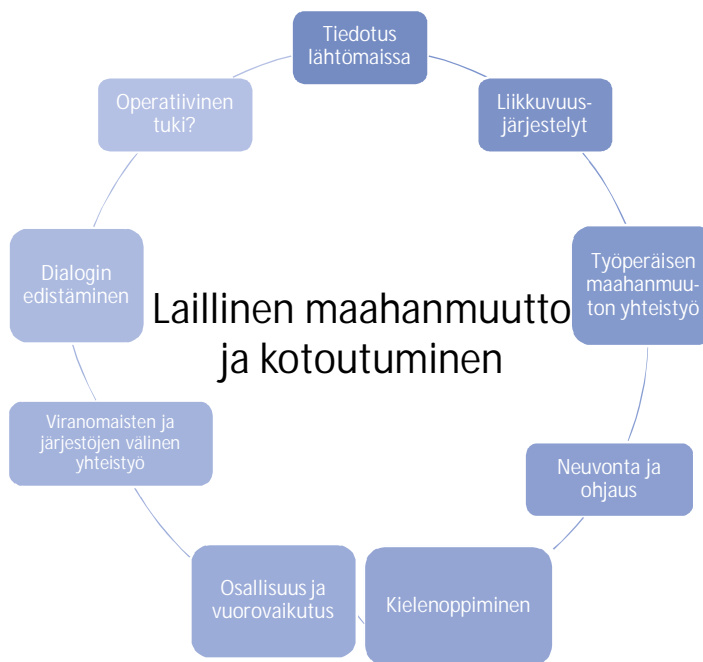 Tiedotus
lähtömaissa
Liikkuvuus-
järjestelyt
Työperäisen
maahanmuu-
ton yhteistyö
Neuvonta ja
ohjaus
Kielenoppiminen
Osallisuus ja
vuorovaikutus
Viranomaisten ja
järjestöjen välinen
yhteistyö
Dialogin
edistäminen
Operatiivinen
tuki?
Laillinen maahanmuutto
ja kotoutuminen